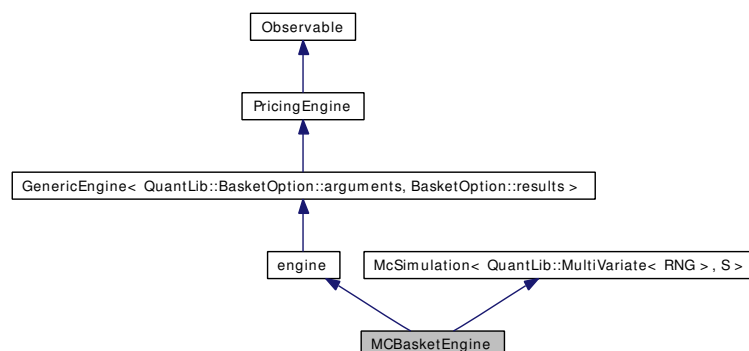 Observable
PricingEngine
GenericEngine< QuantLib::BasketOption::arguments, BasketOption::results >
engine
McSimulation< QuantLib::MultiVariate< RNG >, S >
MCBasketEngine